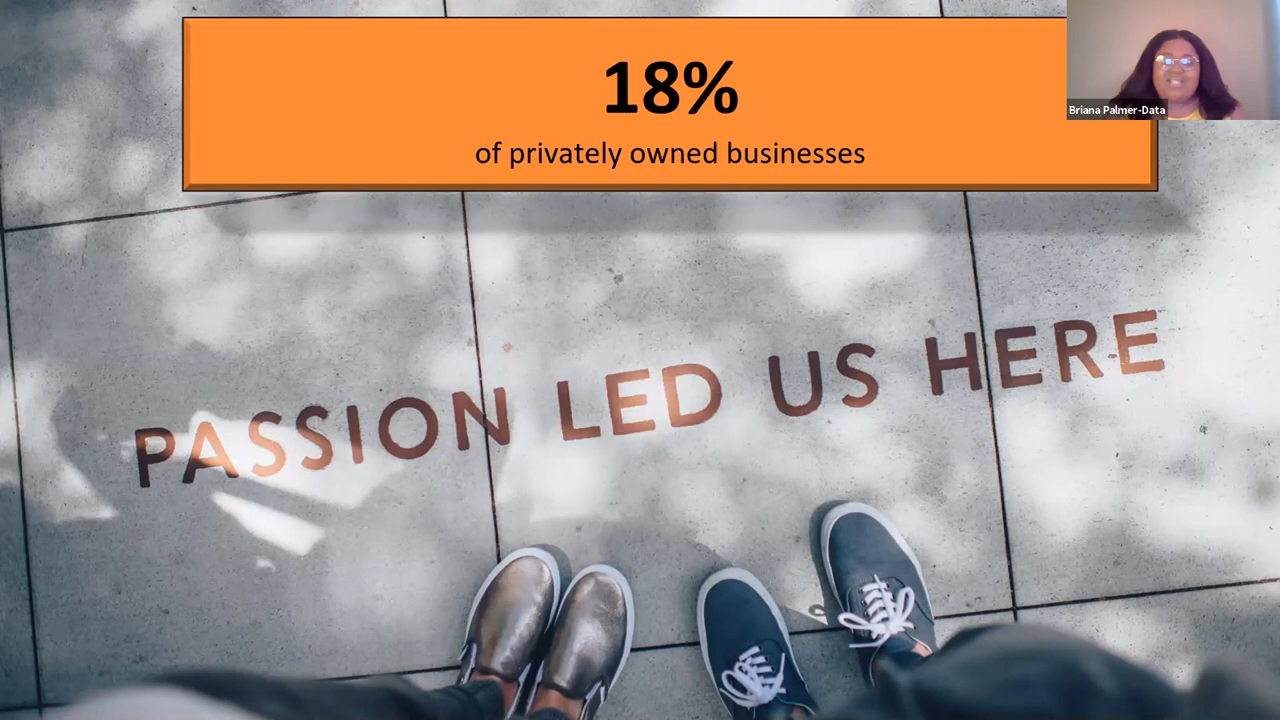 18%
of privately owned businesses
Briana Palmer-Data
PASSION LED US HERE